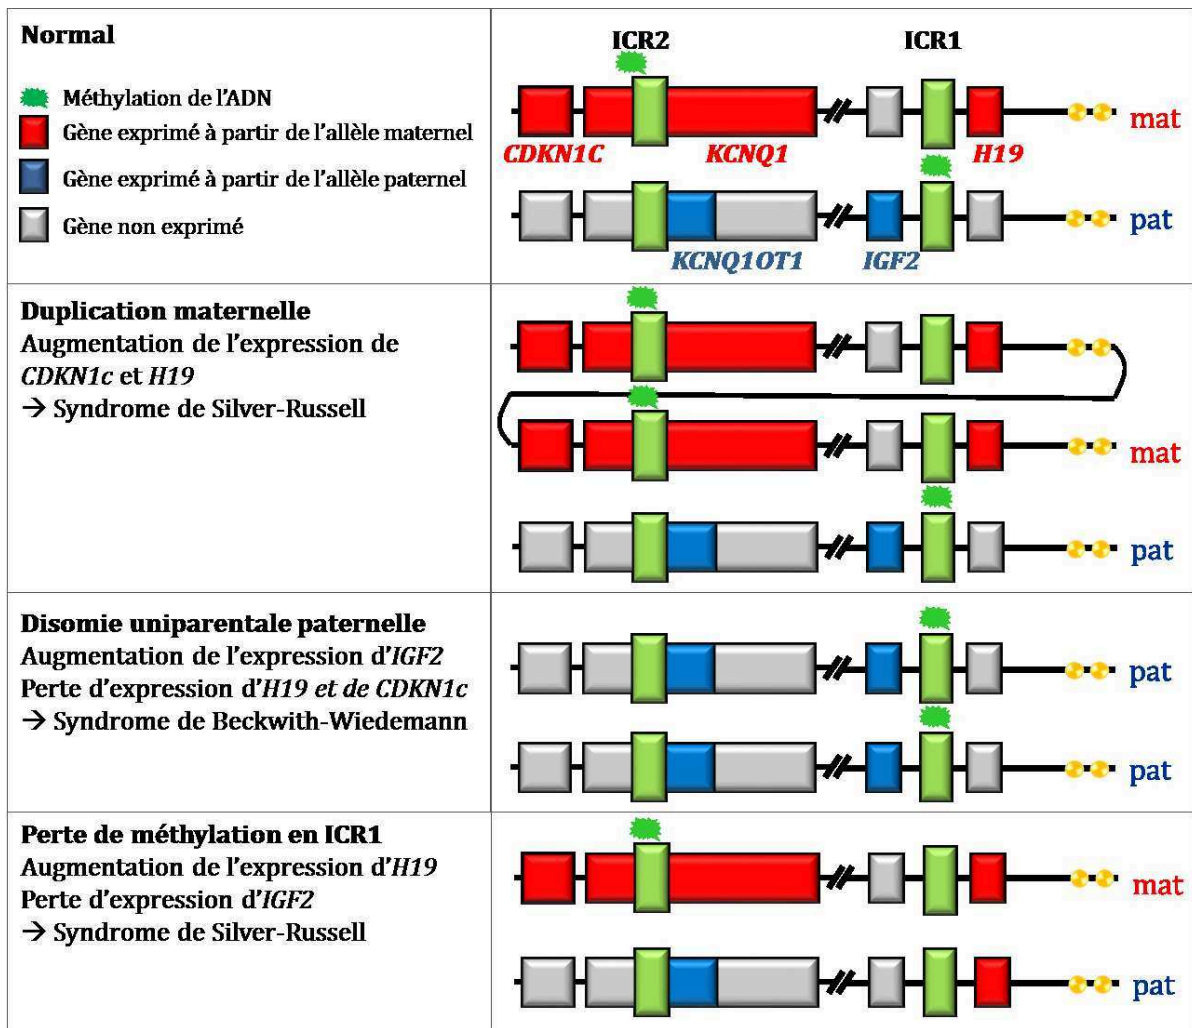 Normal
Méthylation de l'ADN
Gène exprimé à partir de l'allèle maternel
Gène exprimé à partir de l'allèle paternel
Gène non exprimé
ICR2 ICR1
mat
CDKN1C KCNQ1 H19
pat
KCNQ1OT1 IGF2
Duplication maternelle
Augmentation de l'expression de
CDKN1c et H19
→ Syndrome de Silver-Russell
mat
pat
Disomie uniparentale paternelle
Augmentation de l'expression d'IGF2
Perte d'expression d'H19 et de CDKN1c
→ Syndrome de Beckwith-Wiedemann
pat
pat
Perte de méthylation en ICR1
Augmentation de l'expression d'H19
Perte d'expression d'IGF2
→ Syndrome de Silver-Russell
mat
pat